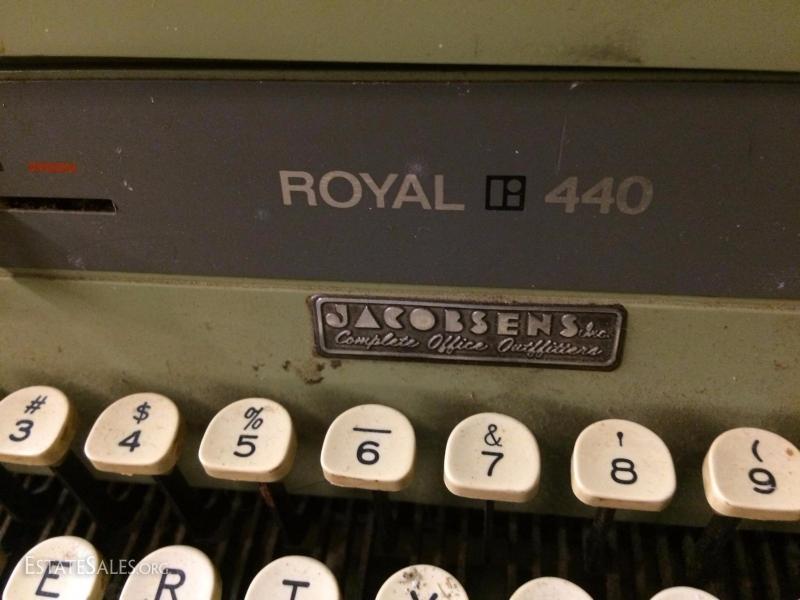 ROYAL R 440
JACOBSENS Inc.
Complete Office Outfitters
# $ % _ & ' (
3 4 5 6 7 8 9
E R T
ESTATESALES.ORG